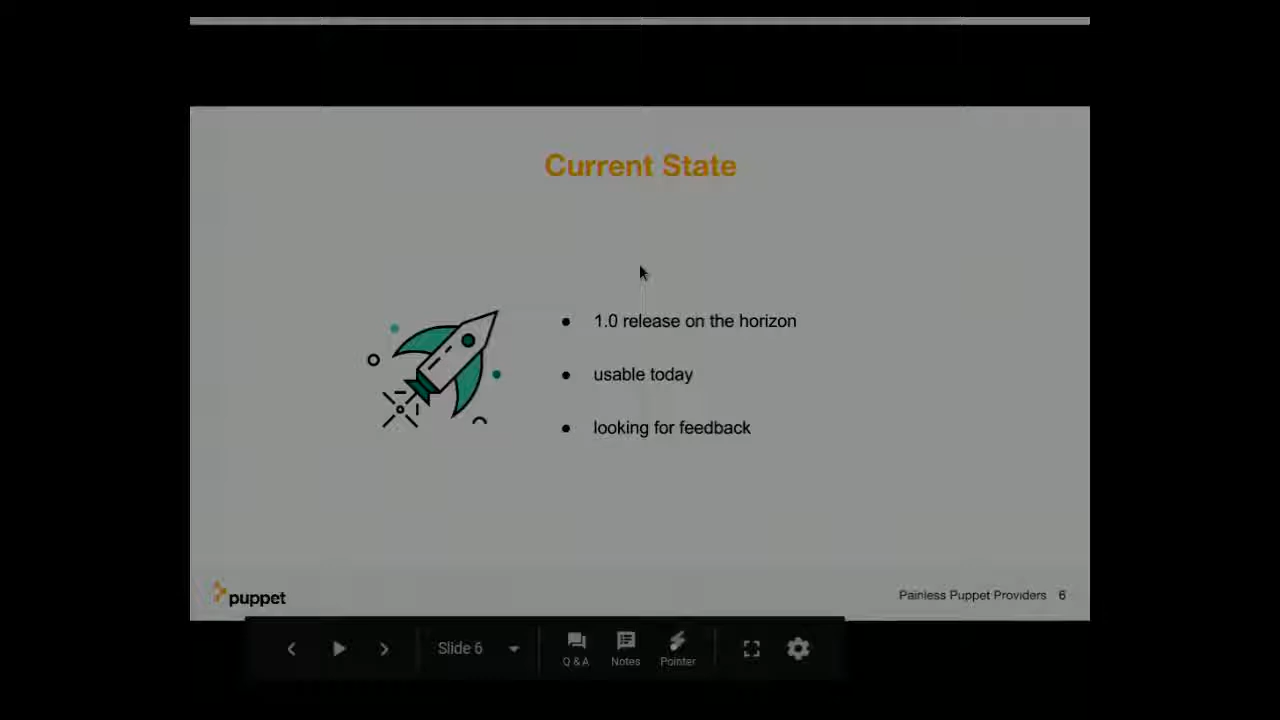 Current State
● 1.0 release on the horizon
● usable today
● looking for feedback
puppet
Painless Puppet Providers 6
Slide 6
Q & A Notes Pointer